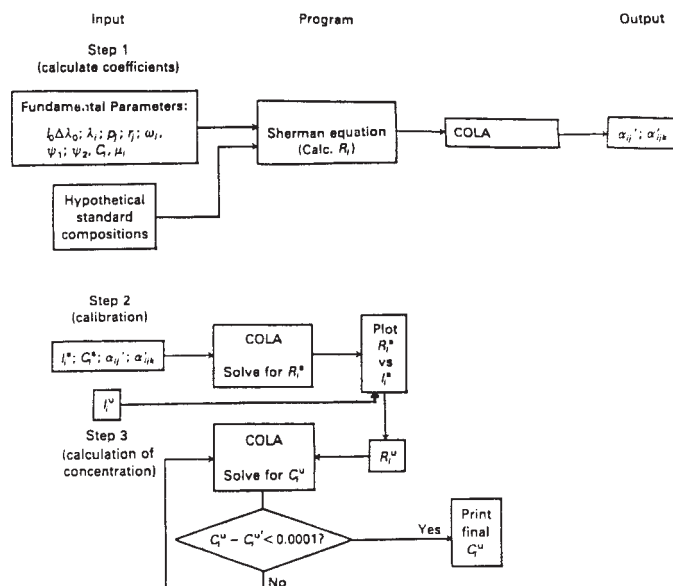 Input Program Output
Step 1
(calculate coefficients)
Fundamental Parameters:
I₀Δλ₀; λᵢ; pⱼ; rⱼ; ωⱼ,
ψ₁; ψ₂, Cᵢ, μᵢ
Sherman equation
(Calc. Rᵢ)
COLA
αᵢⱼ'; α'ᵢⱼₖ
Hypothetical
standard
compositions
Step 2
(calibration)
Iᵢˢ; Cᵢˢ; αᵢⱼ'; α'ᵢⱼₖ
COLA
Solve for Rᵢˢ
Plot
Rᵢˢ
vs
Iᵢˢ
Iᵢᵘ
Step 3
(calculation of
concentration)
COLA
Solve for Cᵢᵘ
Rᵢᵘ
Cᵢᵘ – Cᵢᵘ' < 0.0001?
Yes
Print
final
Cᵢᵘ
No